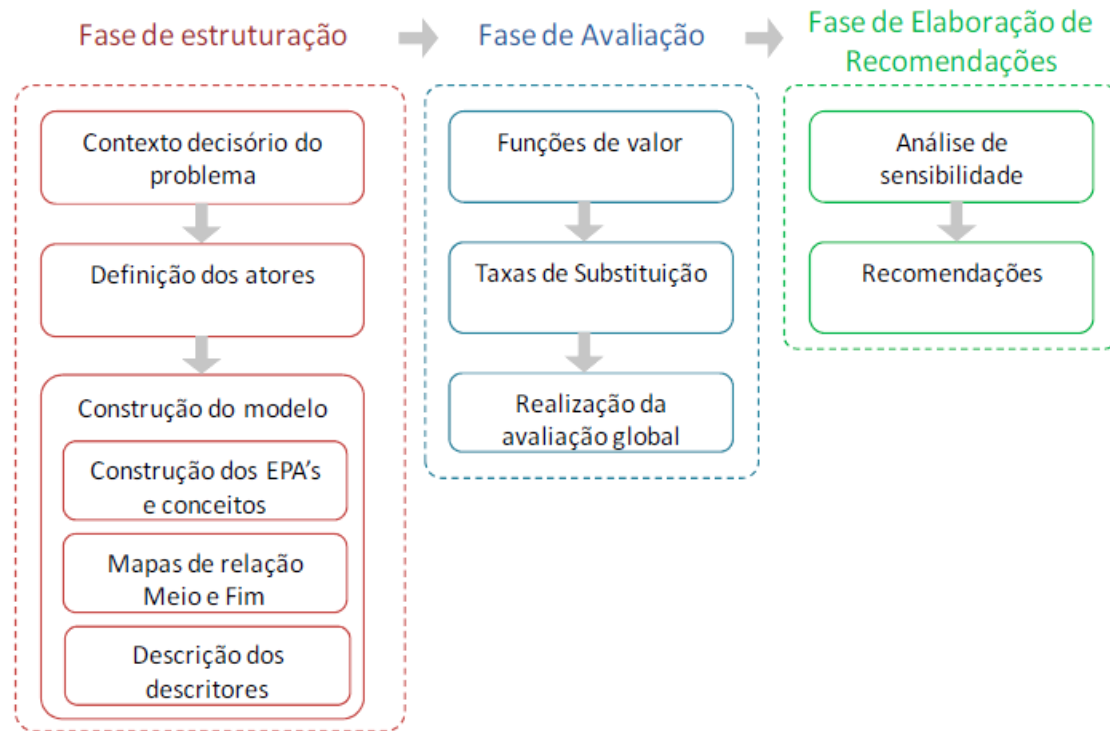 Fase de estruturação
Fase de Avaliação
Fase de Elaboração de
Recomendações
Contexto decisório do
problema
Definição dos atores
Construção do modelo
Construção dos EPA's
e conceitos
Mapas de relação
Meio e Fim
Descrição dos
descritores
Funções de valor
Taxas de Substituição
Realização da
avaliação global
Análise de
sensibilidade
Recomendações